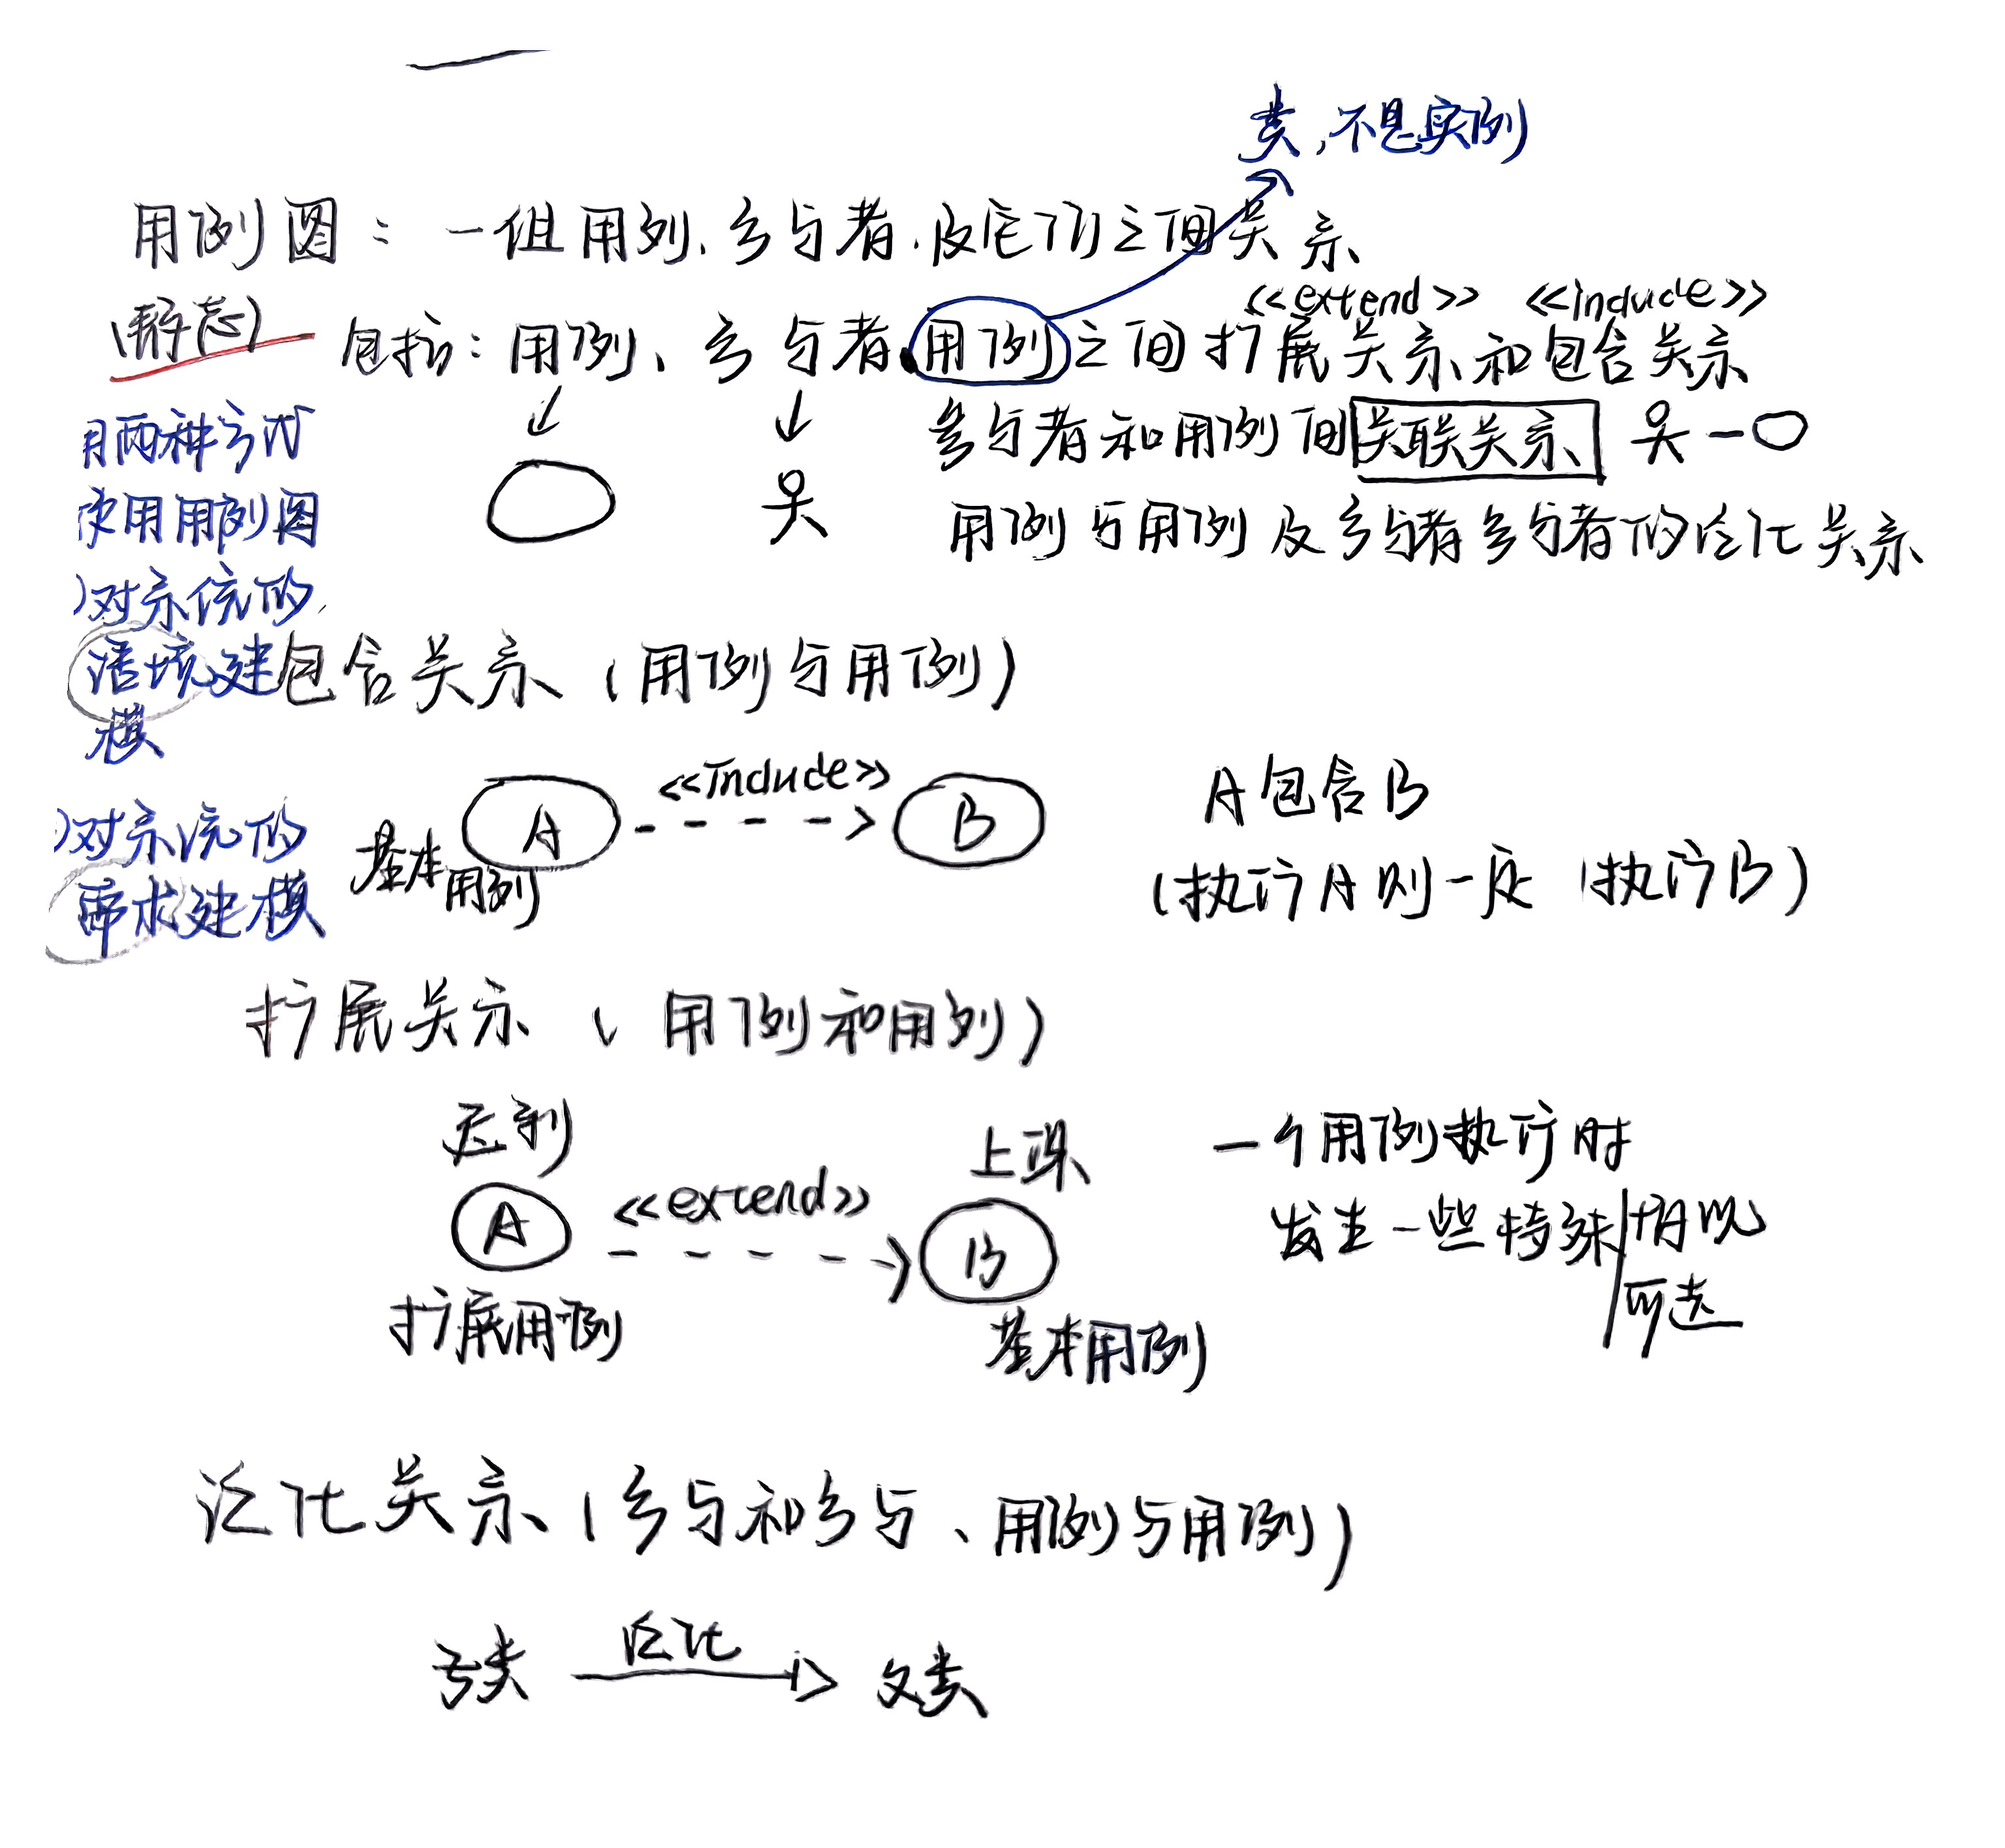 类,不是实例
用例图: 一组用例、参与者、及它们之间关系
(静态)
<<extend>> <<include>>
包括:用例、参与者、用例之间扩展关系和包含关系
参与者和用例间关联关系
用例与用例及参与者参与者的泛化关系
用两种方式
使用用例图
)对系统的
语境建
模
)对系统的
需求建模
包含关系(用例与用例)
A <<include>> B
基本用例
A包含B
(执行A则一定执行B)
扩展关系(用例和用例)
迟到
上课
A <<extend>> B
扩展用例
基本用例
一个用例执行时
发生一些特殊情况
可选
泛化关系(参与和参与、用例与用例)
子类 泛化 父类